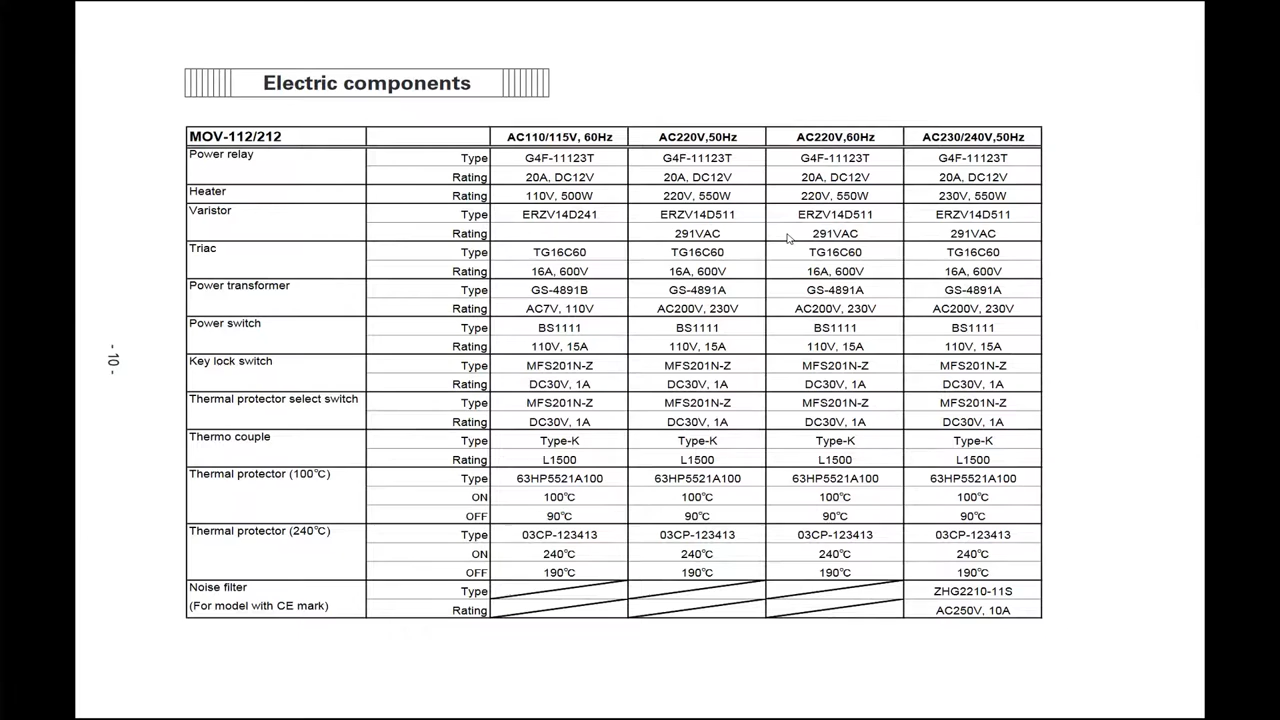 Electric components
MOV-112/212 AC110/115V, 60Hz AC220V,50Hz AC220V,60Hz AC230/240V,50Hz
Power relay Type G4F-11123T G4F-11123T G4F-11123T G4F-11123T
Rating 20A, DC12V 20A, DC12V 20A, DC12V 20A, DC12V
Heater Rating 110V, 500W 220V, 550W 220V, 550W 230V, 550W
Varistor Type ERZV14D241 ERZV14D511 ERZV14D511 ERZV14D511
Rating 291VAC 291VAC 291VAC
Triac Type TG16C60 TG16C60 TG16C60 TG16C60
Rating 16A, 600V 16A, 600V 16A, 600V 16A, 600V
Power transformer Type GS-4891B GS-4891A GS-4891A GS-4891A
Rating AC7V, 110V AC200V, 230V AC200V, 230V AC200V, 230V
Power switch Type BS1111 BS1111 BS1111 BS1111
Rating 110V, 15A 110V, 15A 110V, 15A 110V, 15A
Key lock switch Type MFS201N-Z MFS201N-Z MFS201N-Z MFS201N-Z
Rating DC30V, 1A DC30V, 1A DC30V, 1A DC30V, 1A
Thermal protector select switch Type MFS201N-Z MFS201N-Z MFS201N-Z MFS201N-Z
Rating DC30V, 1A DC30V, 1A DC30V, 1A DC30V, 1A
Thermo couple Type Type-K Type-K Type-K Type-K
Rating L1500 L1500 L1500 L1500
Thermal protector (100℃) Type 63HP5521A100 63HP5521A100 63HP5521A100 63HP5521A100
ON 100℃ 100℃ 100℃ 100℃
OFF 90℃ 90℃ 90℃ 90℃
Thermal protector (240℃) Type 03CP-123413 03CP-123413 03CP-123413 03CP-123413
ON 240℃ 240℃ 240℃ 240℃
OFF 190℃ 190℃ 190℃ 190℃
Noise filter Type ZHG2210-11S
(For model with CE mark) Rating AC250V, 10A
- 10 -